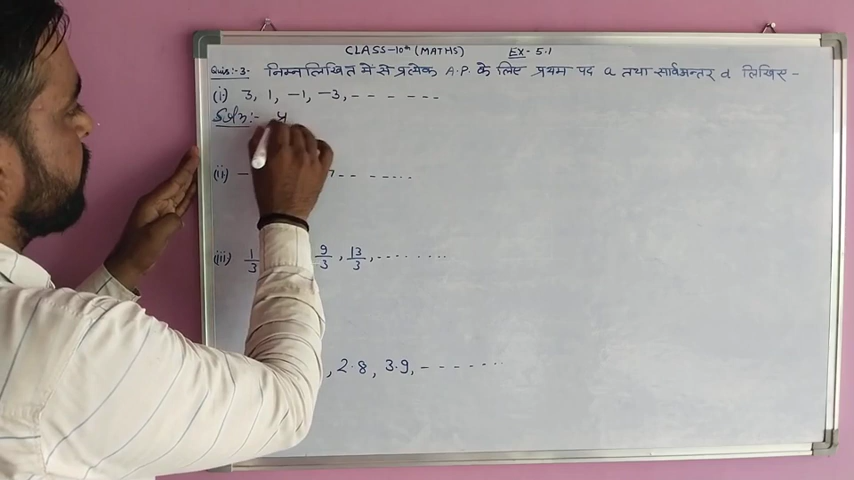 CLASS-10th (MATHS) EX- 5.1
Quis:-3- निम्नलिखित में से प्रत्येक A.P. के लिए प्रथम पद a तथा सार्वअन्तर d लिखिए -
(i) 3, 1, -1, -3, - - - - - - -
Soln:- प्र
(ii) - - - - - - ....
(iii) 1/3 9/3, 13/3, ........
, 2.8, 3.9, - - - - - - ...